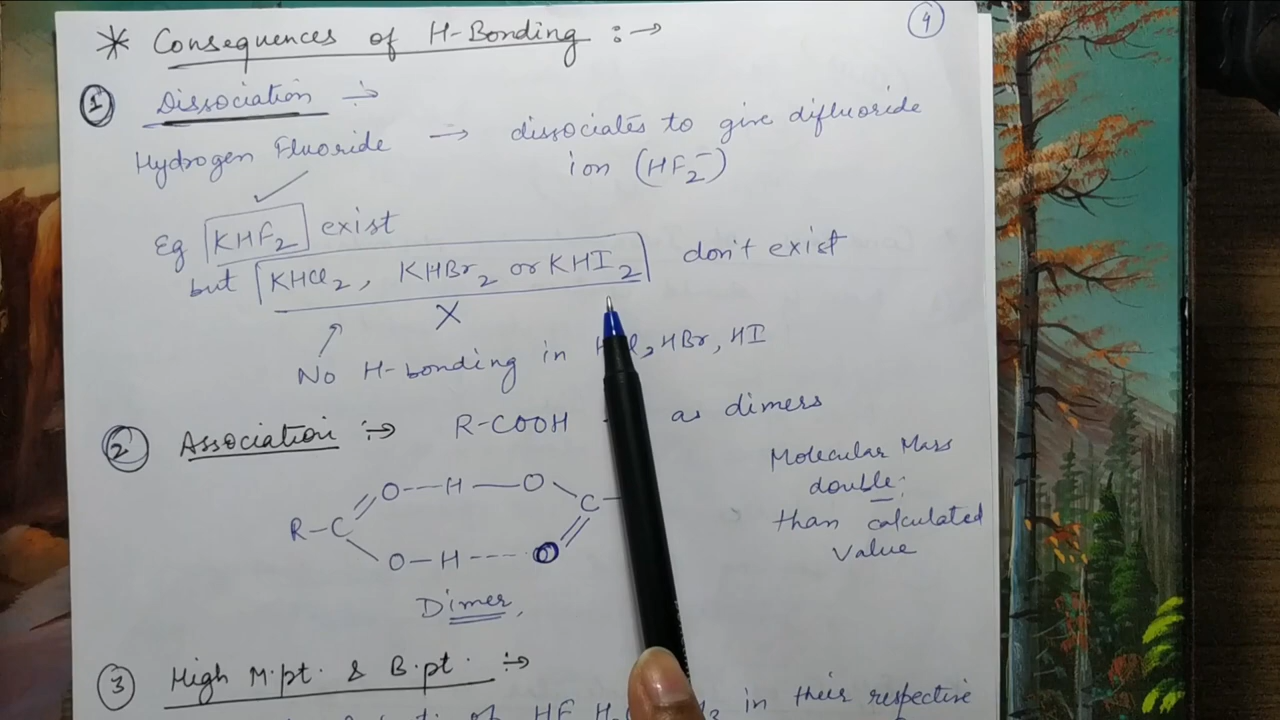 4
* Consequences of H-Bonding :→
① Dissociation ÷>
Hydrogen Fluoride → dissociates to give difluoride
ion (HF₂⁻)
Eg KHF₂ exist
but KHCl₂, KHBr₂ or KHI₂ don't exist
X
No H-bonding in HBr, HI
② Association :→ R-COOH as dimers
Molecular Mass
double;
than calculated
value
O---H—O
R-C C-
O-H---O
Dimer,
③ High M.pt. & B.pt. :→
of HF in their respective